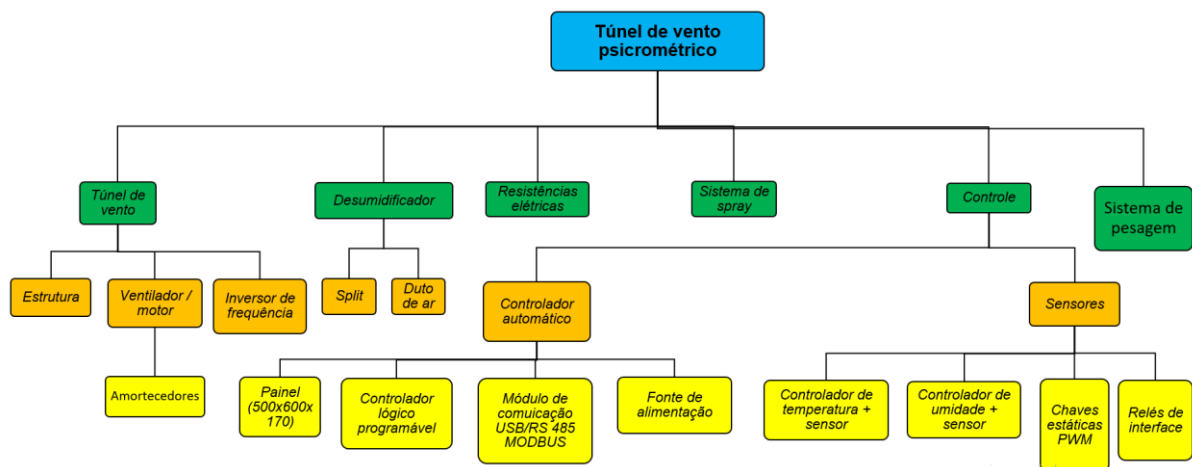 Túnel de vento
psicrométrico
Túnel de
vento
Desumidificador
Resistências
elétricas
Sistema de
spray
Controle
Sistema de
pesagem
Estrutura
Ventilador /
motor
Inversor de
frequência
Split
Duto
de ar
Controlador
automático
Sensores
Amortecedores
Painel
(500x600x
170)
Controlador
lógico
programável
Módulo de
comuicação
USB/RS 485
MODBUS
Fonte de
alimentação
Controlador de
temperatura +
sensor
Controlador de
umidade +
sensor
Chaves
estáticas
PWM
Relés de
interface